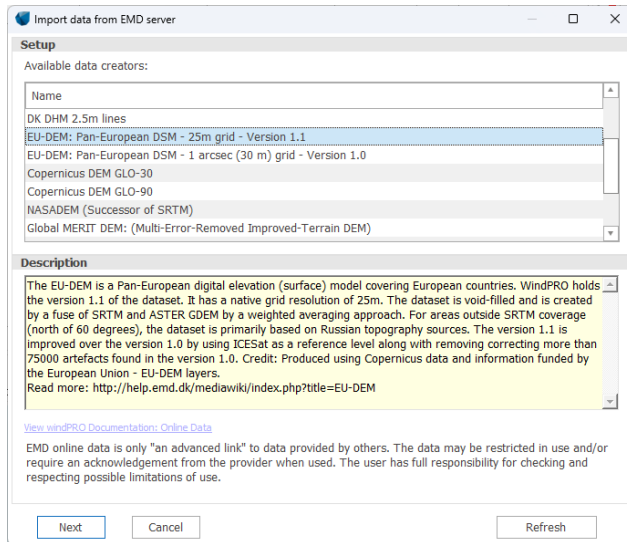 Import data from EMD server
Setup
Available data creators:
Name
DK DHM 2.5m lines
EU-DEM: Pan-European DSM - 25m grid - Version 1.1
EU-DEM: Pan-European DSM - 1 arcsec (30 m) grid - Version 1.0
Copernicus DEM GLO-30
Copernicus DEM GLO-90
NASADEM (Successor of SRTM)
Global MERIT DEM: (Multi-Error-Removed Improved-Terrain DEM)
Description
The EU-DEM is a Pan-European digital elevation (surface) model covering European countries. WindPRO holds
the version 1.1 of the dataset. It has a native grid resolution of 25m. The dataset is void-filled and is created
by a fuse of SRTM and ASTER GDEM by a weighted averaging approach. For areas outside SRTM coverage
(north of 60 degrees), the dataset is primarily based on Russian topography sources. The version 1.1 is
improved over the version 1.0 by using ICESat as a reference level along with removing correcting more than
75000 artefacts found in the version 1.0. Credit: Produced using Copernicus data and information funded by
the European Union - EU-DEM layers.
Read more: http://help.emd.dk/mediawiki/index.php?title=EU-DEM
View windPRO Documentation: Online Data
EMD online data is only "an advanced link" to data provided by others. The data may be restricted in use and/or
require an acknowledgement from the provider when used. The user has full responsibility for checking and
respecting possible limitations of use.
Next
Cancel
Refresh